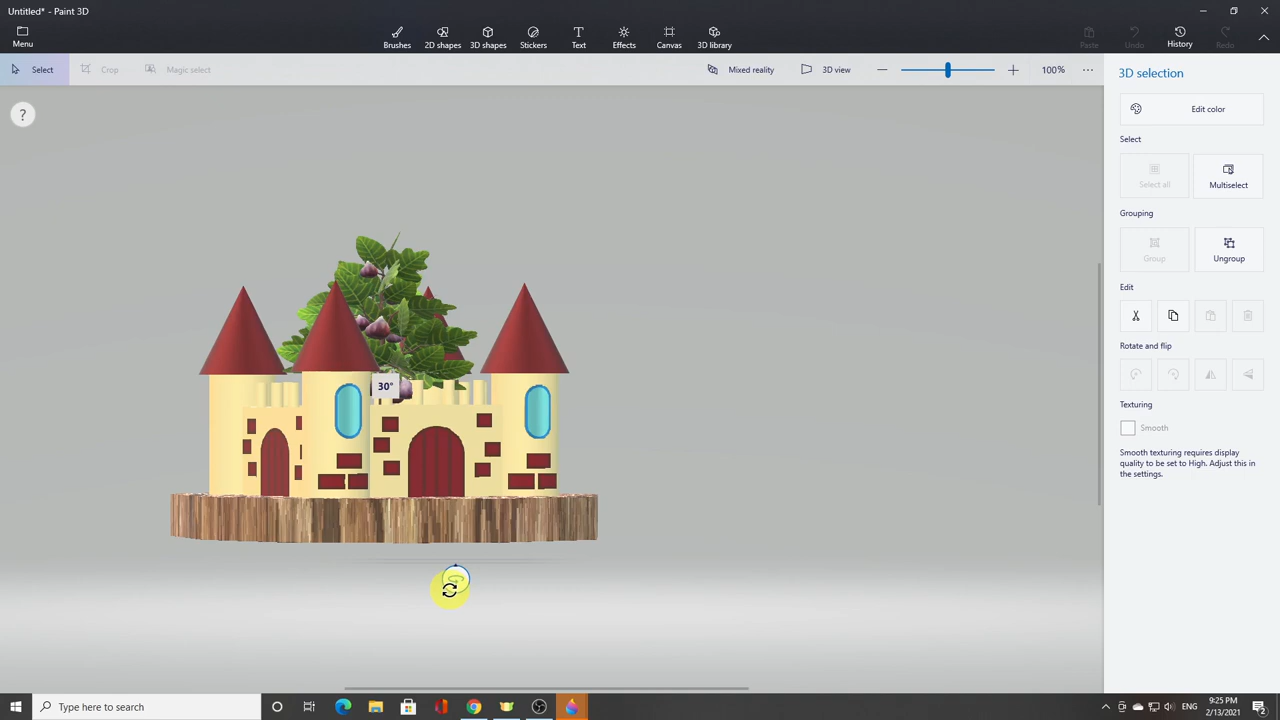 Untitled* - Paint 3D
Menu
Brushes
2D shapes
3D shapes
Stickers
Text
Effects
Canvas
3D library
Paste
Undo
History
Redo
Select
Crop
Magic select
Mixed reality
3D view
100%
?
3D selection
Edit color
Select
Select all
Multiselect
Grouping
Group
Ungroup
Edit
Rotate and flip
Texturing
Smooth
Smooth texturing requires display
quality to be set to High. Adjust this in
the settings.
30°
Type here to search
ENG
9:25 PM
2/13/2021
2